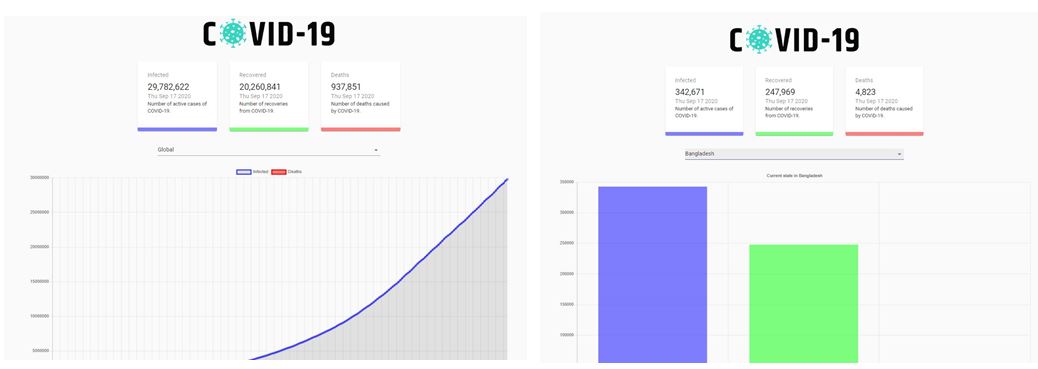 COVID-19
Infected
29,782,622
Thu Sep 17 2020
Number of active cases of
COVID-19.
Recovered
20,260,841
Thu Sep 17 2020
Number of recoveries
from COVID-19.
Deaths
937,851
Thu Sep 17 2020
Number of deaths caused
by COVID-19.
Global
Infected Deaths
30000000
25000000
20000000
15000000
10000000
5000000
COVID-19
Infected
342,671
Thu Sep 17 2020
Number of active cases of
COVID-19.
Recovered
247,969
Thu Sep 17 2020
Number of recoveries
from COVID-19.
Deaths
4,823
Thu Sep 17 2020
Number of deaths caused
by COVID-19.
Bangladesh
Current state in Bangladesh
350000
300000
250000
200000
150000
100000